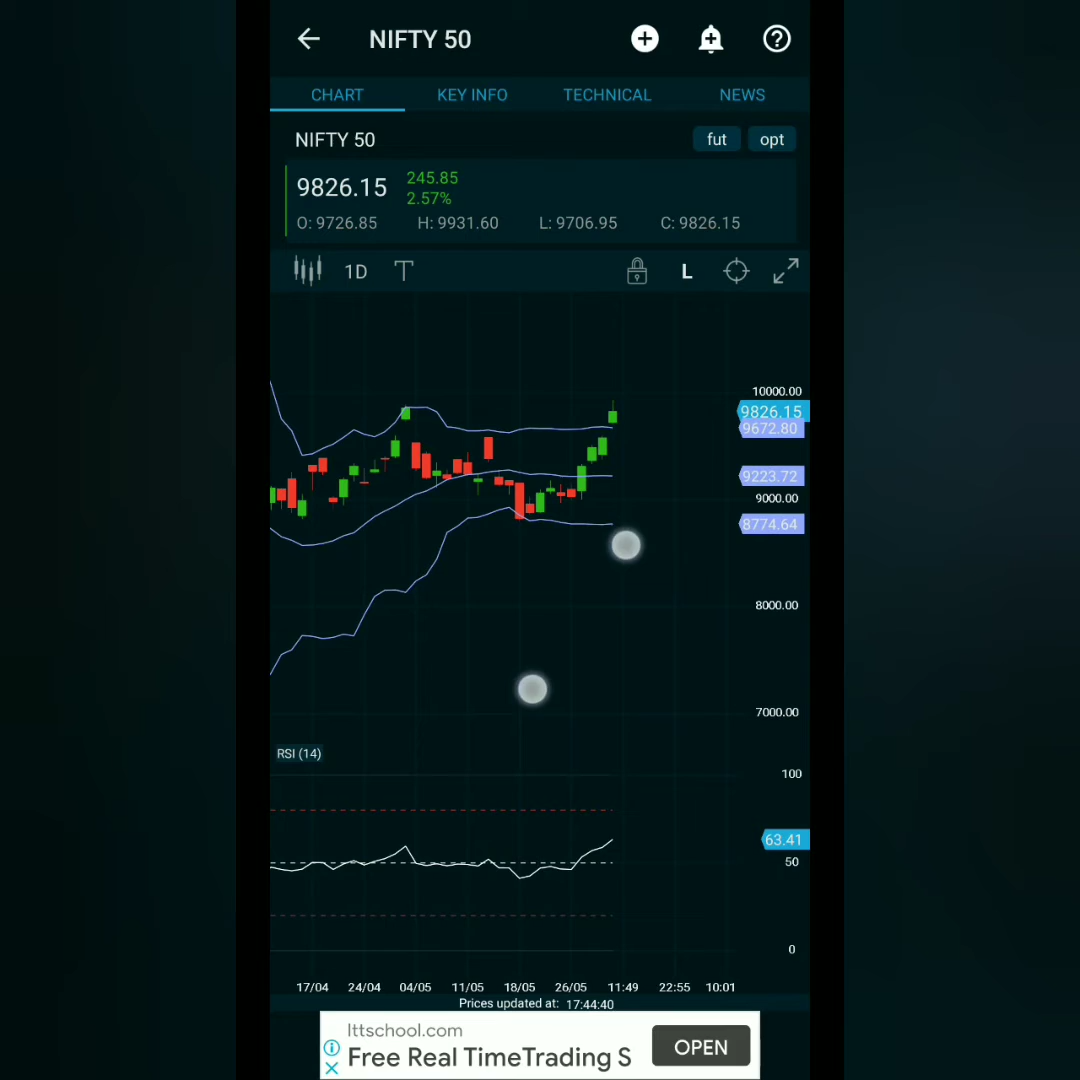 NIFTY 50
CHART KEY INFO TECHNICAL NEWS
NIFTY 50 fut opt
9826.15 245.85
2.57%
O: 9726.85 H: 9931.60 L: 9706.95 C: 9826.15
1D T L
10000.00
9826.15
9672.80
9223.72
9000.00
8774.64
8000.00
7000.00
RSI (14)
100
63.41
50
0
17/04 24/04 04/05 11/05 18/05 26/05 11:49 22:55 10:01
Prices updated at: 17:44:40
lttschool.com
Free Real TimeTrading S OPEN